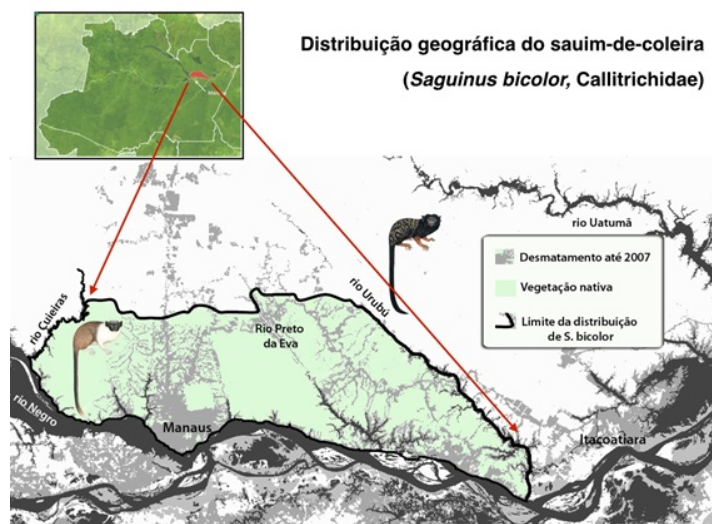 Distribuição geográfica do sauim-de-coleira
(Saguinus bicolor, Callitrichidae)
rio Uatumã
Desmatamento até 2007
Vegetação nativa
Limite da distribuição
de S. bicolor
rio Cuieiras
rio Urubú
Rio Preto
da Eva
rio Negro
Manaus
Itacoatiara